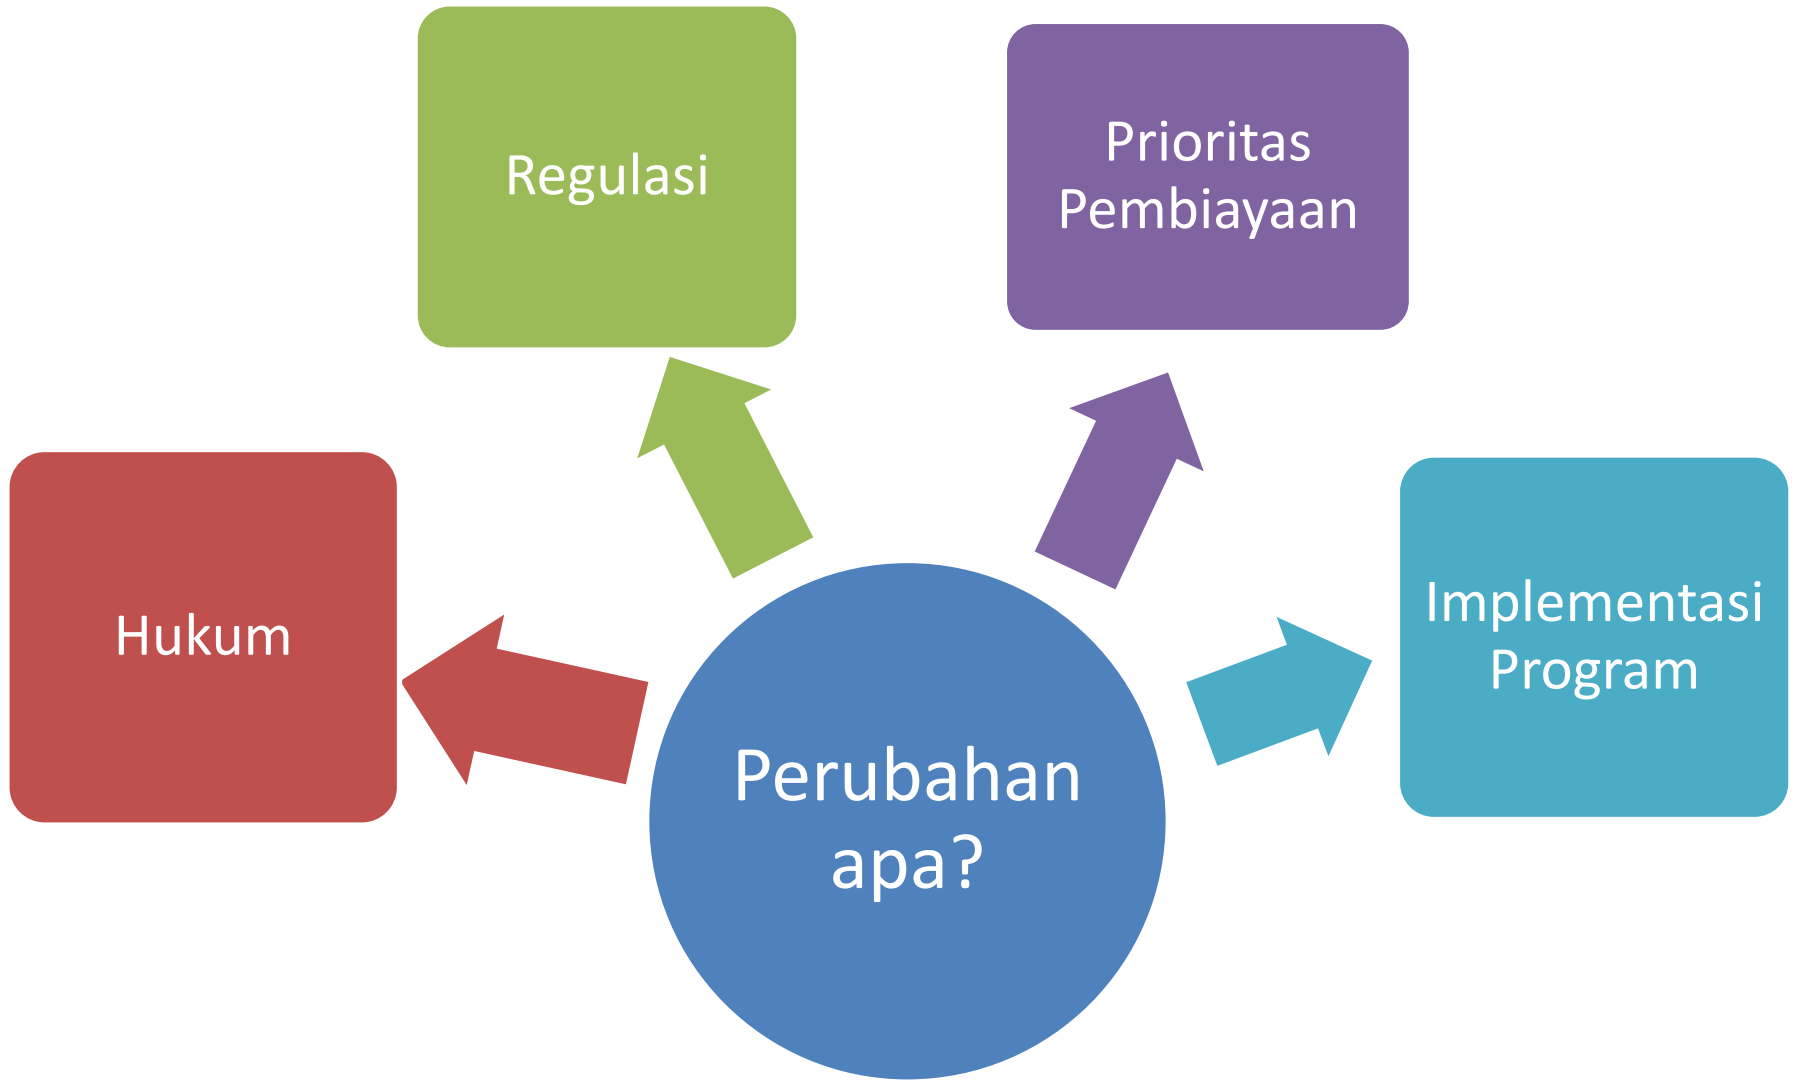 Regulasi
Prioritas
Pembiayaan
Hukum
Implementasi
Program
Perubahan
apa?